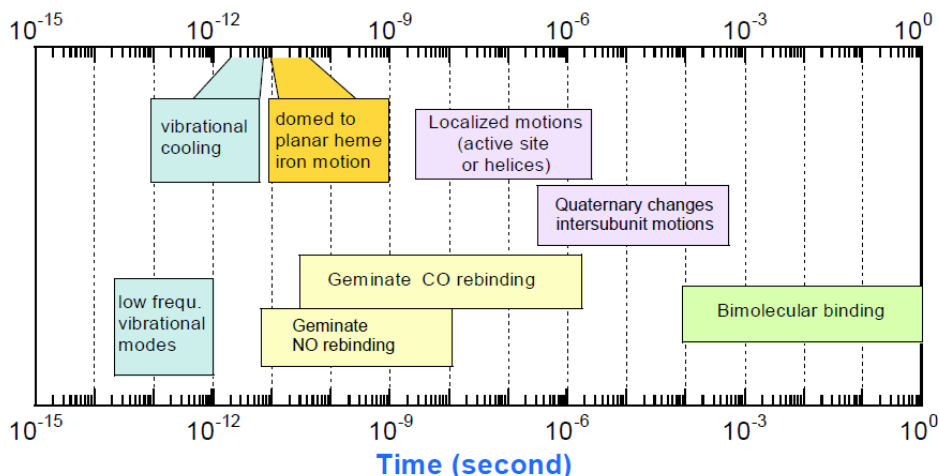 10-15 10-12 10-9 10-6 10-3 100
vibrational
cooling
domed to
planar heme
iron motion
Localized motions
(active site
or helices)
Quaternary changes
intersubunit motions
Geminate CO rebinding
low frequ.
vibrational
modes
Geminate
NO rebinding
Bimolecular binding
10-15 10-12 10-9 10-6 10-3 100
Time (second)